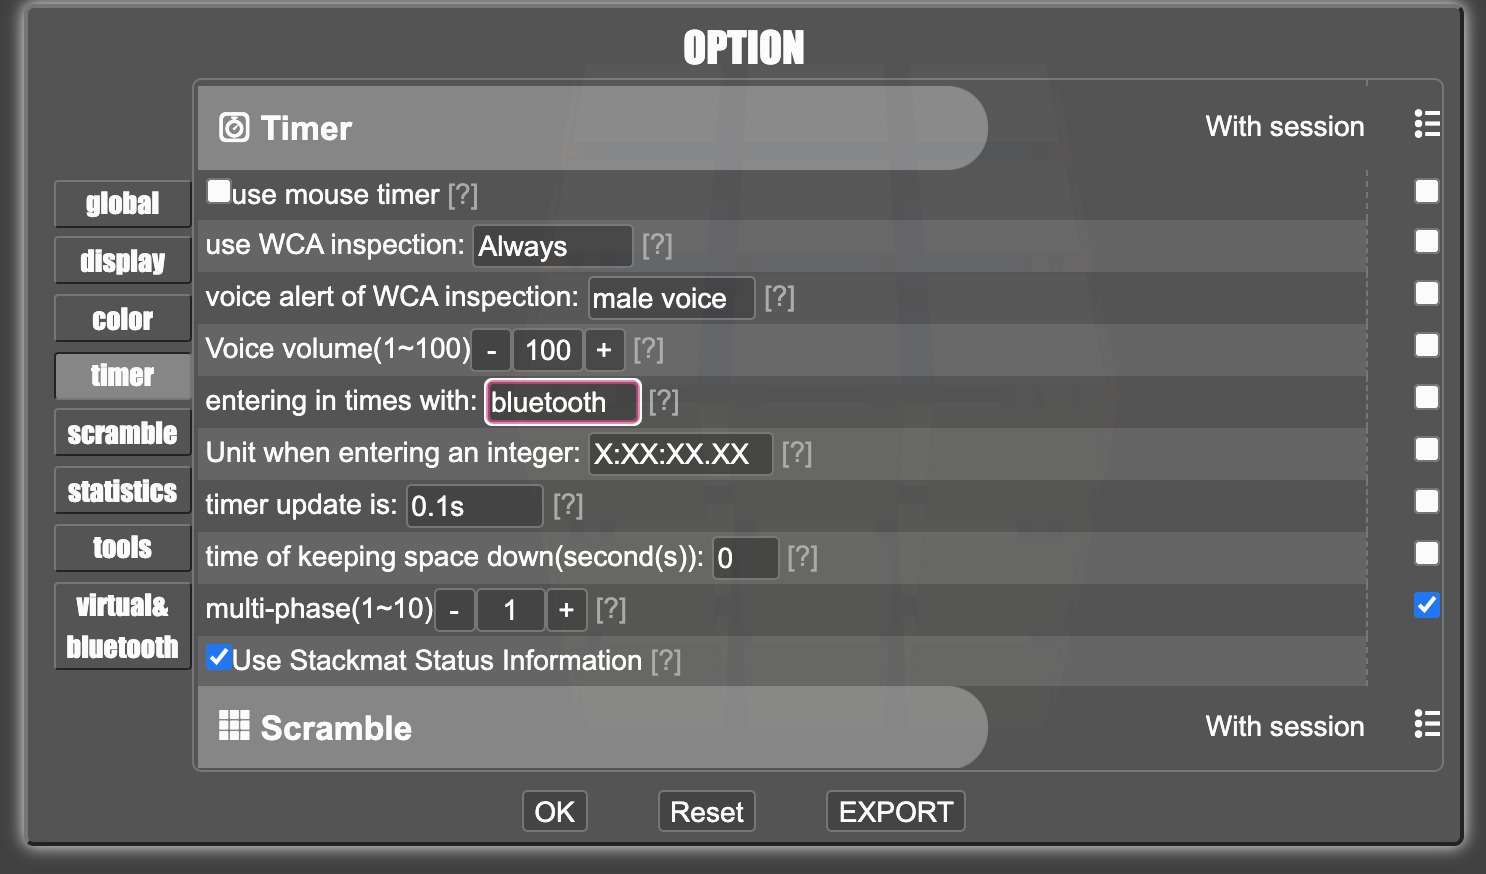 OPTION
Timer With session
global
display
color
timer
scramble
statistics
tools
virtual&
bluetooth
use mouse timer [?]
use WCA inspection: Always [?]
voice alert of WCA inspection: male voice [?]
Voice volume(1~100) - 100 + [?]
entering in times with: bluetooth [?]
Unit when entering an integer: X:XX:XX.XX [?]
timer update is: 0.1s [?]
time of keeping space down(second(s)): 0 [?]
multi-phase(1~10) - 1 + [?]
Use Stackmat Status Information [?]
Scramble With session
OK Reset EXPORT